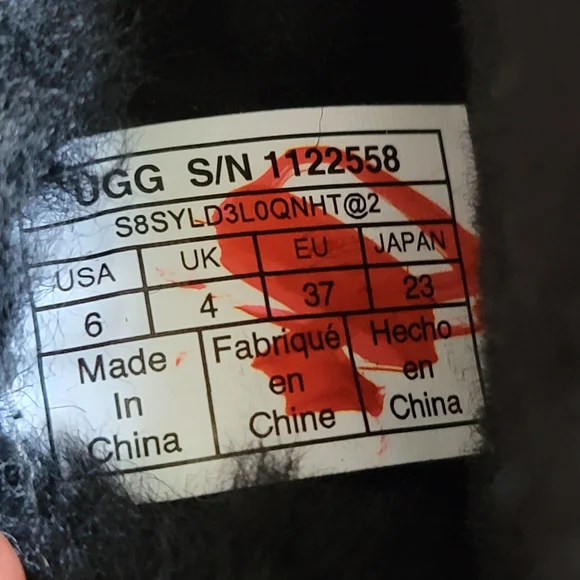 UGG S/N 1122558
S8SYLD3L0QNHT@2
USA UK EU JAPAN
6 4 37 23
Made In China
Fabriqué en Chine
Hecho en China